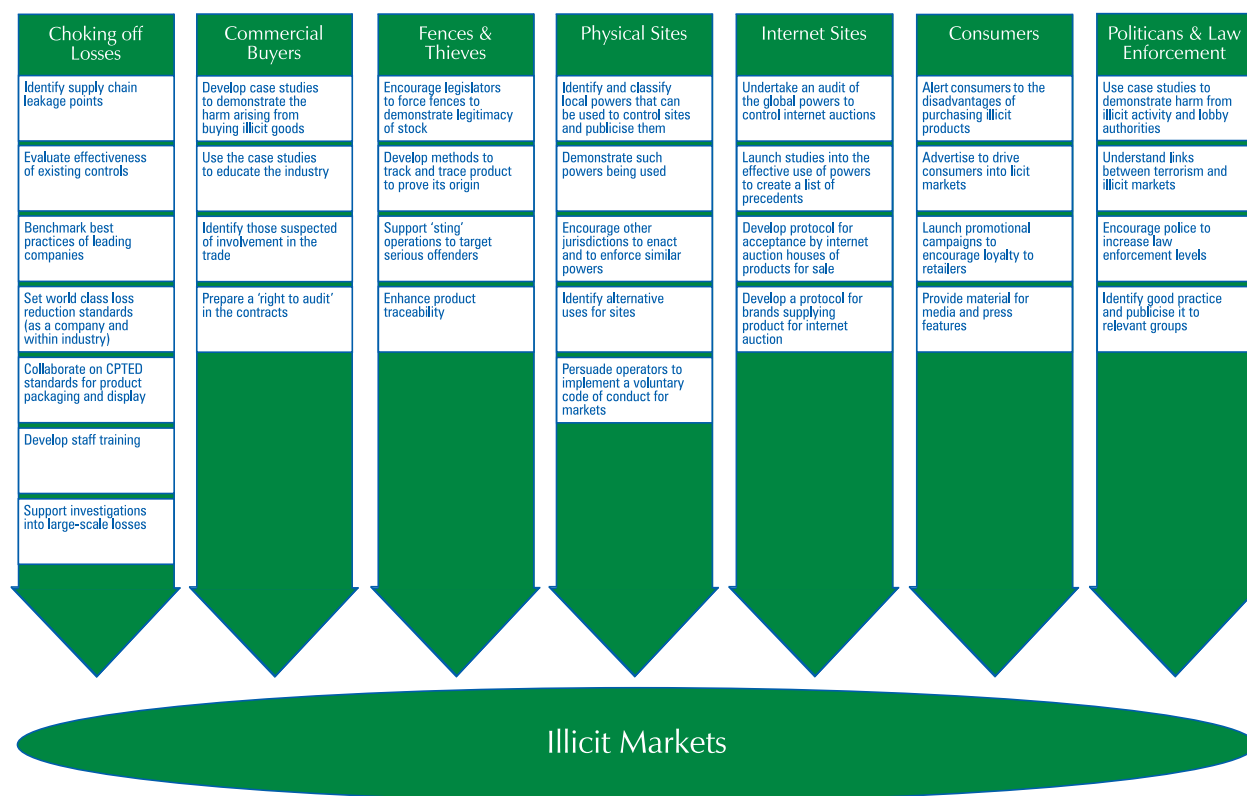 Choking off
Losses
Identify supply chain
leakage points
Evaluate effectiveness
of existing controls
Benchmark best
practices of leading
companies
Set world class loss
reduction standards
(as a company and
within industry)
Collaborate on CPTED
standards for product
packaging and display
Develop staff training
Support investigations
into large-scale losses
Commercial
Buyers
Develop case studies
to demonstrate the
harm arising from
buying illicit goods
Use the case studies
to educate the industry
Identify those suspected
of involvement in the
trade
Prepare a ‘right to audit’
in the contracts
Fences &
Thieves
Encourage legislators
to force fences to
demonstrate legitimacy
of stock
Develop methods to
track and trace product
to prove its origin
Support ‘sting’
operations to target
serious offenders
Enhance product
traceability
Physical Sites
Identify and classify
local powers that can
be used to control sites
and publicise them
Demonstrate such
powers being used
Encourage other
jurisdictions to enact
and to enforce similar
powers
Identify alternative
uses for sites
Persuade operators to
implement a voluntary
code of conduct for
markets
Internet Sites
Undertake an audit of
the global powers to
control internet auctions
Launch studies into the
effective use of powers
to create a list of
precedents
Develop protocol for
acceptance by internet
auction houses of
products for sale
Develop a protocol for
brands supplying
product for internet
auction
Consumers
Alert consumers to the
disadvantages of
purchasing illicit
products
Advertise to drive
consumers into licit
markets
Launch promotional
campaigns to
encourage loyalty to
retailers
Provide material for
media and press
features
Politicans & Law
Enforcement
Use case studies to
demonstrate harm from
illicit activity and lobby
authorities
Understand links
between terrorism and
illicit markets
Encourage police to
increase law
enforcement levels
Identify good practice
and publicise it to
relevant groups
Illicit Markets